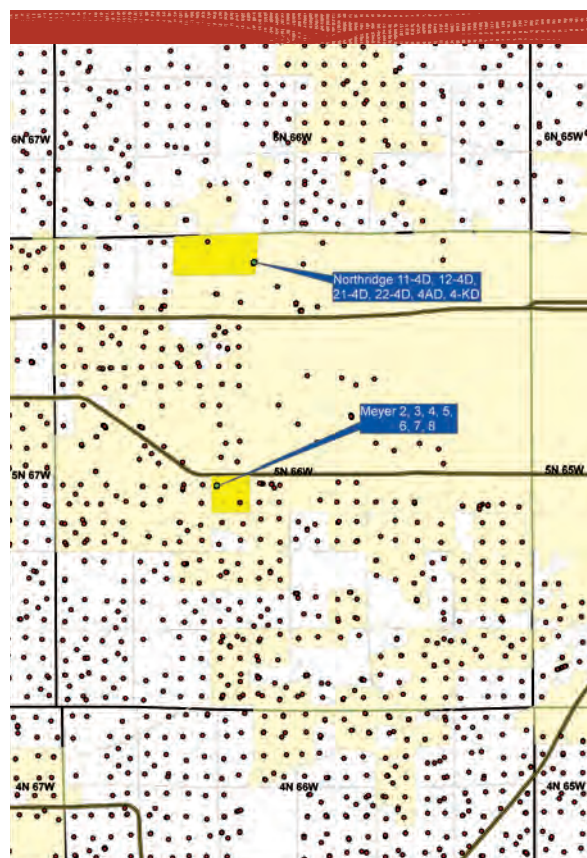 6N 67W
6N 66W
6N 65W
Northridge 11-4D, 12-4D,
21-4D, 22-4D, 4AD, 4-KD
Meyer 2, 3, 4, 5,
6, 7, 8
5N 67W
5N 66W
5N 65W
4N 67W
4N 66W
4N 65W